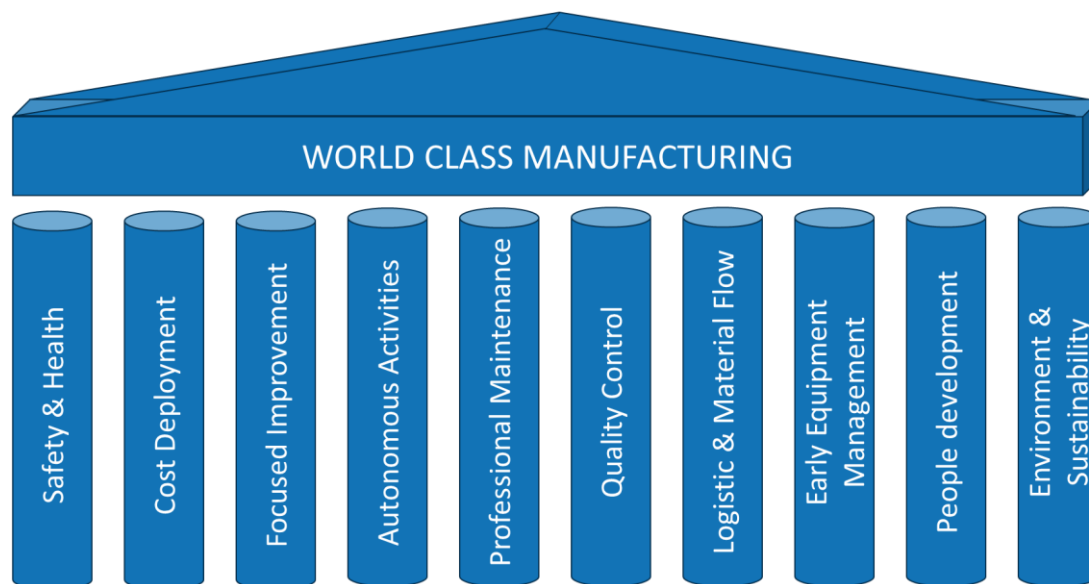 WORLD CLASS MANUFACTURING
Safety & Health
Cost Deployment
Focused Improvement
Autonomous Activities
Professional Maintenance
Quality Control
Logistic & Material Flow
Early Equipment
Management
People development
Environment &
Sustainability